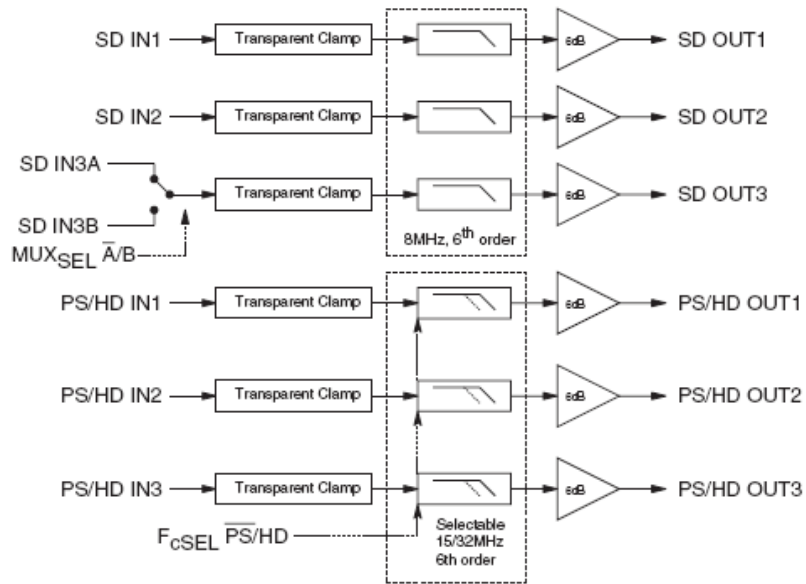 SD IN1 Transparent Clamp 6dB SD OUT1
SD IN2 Transparent Clamp 6dB SD OUT2
SD IN3A
Transparent Clamp 6dB SD OUT3
SD IN3B
8MHz, 6th order
MUXSEL A̅/B
PS/HD IN1 Transparent Clamp 6dB PS/HD OUT1
PS/HD IN2 Transparent Clamp 6dB PS/HD OUT2
PS/HD IN3 Transparent Clamp 6dB PS/HD OUT3
FcSEL P̅S̅/HD
Selectable
15/32MHz
6th order